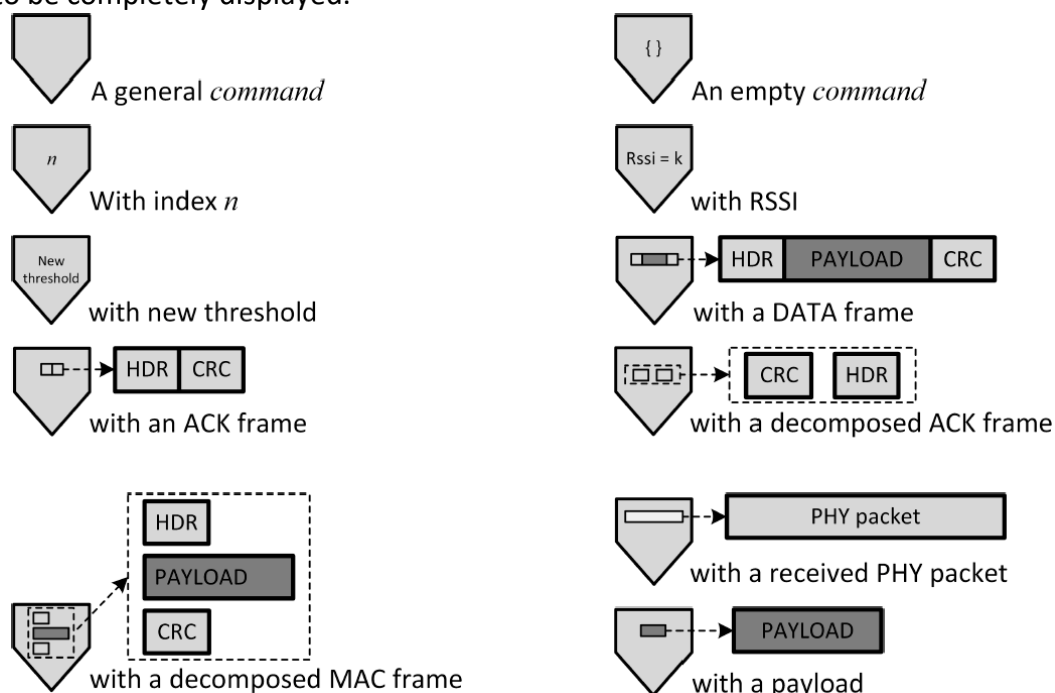 to be completely displayed.
A general command
{ }
An empty command
n
With index n
Rssi = k
with RSSI
New
threshold
with new threshold
HDR PAYLOAD CRC
with a DATA frame
HDR CRC
with an ACK frame
CRC HDR
with a decomposed ACK frame
HDR
PAYLOAD
CRC
with a decomposed MAC frame
PHY packet
with a received PHY packet
PAYLOAD
with a payload